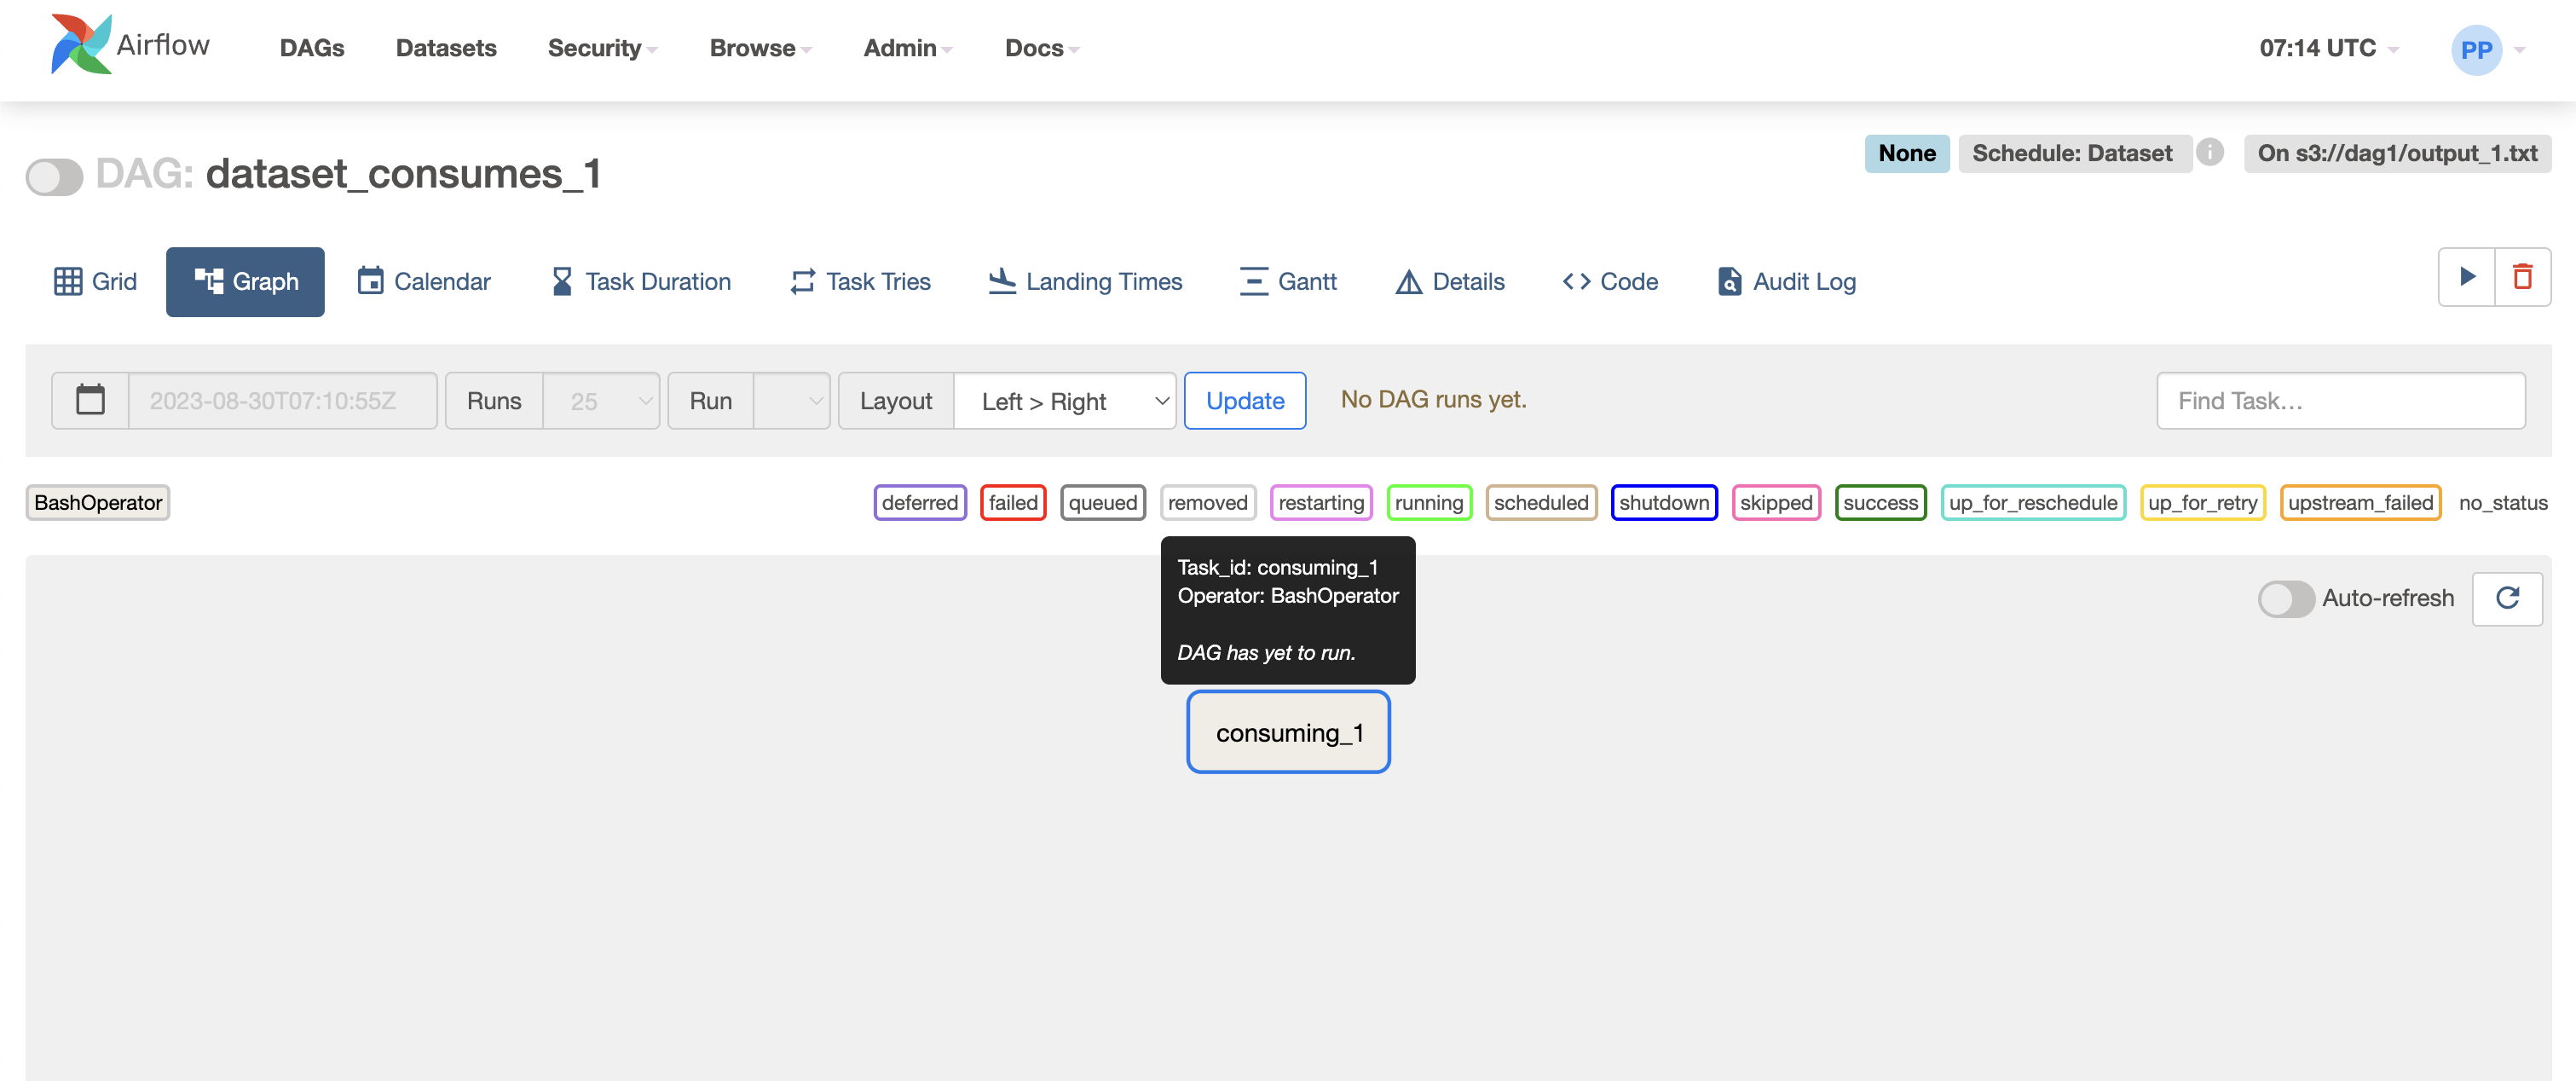 Airflow
DAGs Datasets Security Browse Admin Docs 07:14 UTC PP
DAG: dataset_consumes_1
None Schedule: Dataset i On s3://dag1/output_1.txt
Grid Graph Calendar Task Duration Task Tries Landing Times Gantt Details <> Code Audit Log
2023-08-30T07:10:55Z Runs 25 Run Layout Left > Right Update No DAG runs yet. Find Task...
BashOperator deferred failed queued removed restarting running scheduled shutdown skipped success up_for_reschedule up_for_retry upstream_failed no_status
Task_id: consuming_1
Operator: BashOperator
DAG has yet to run.
Auto-refresh
consuming_1